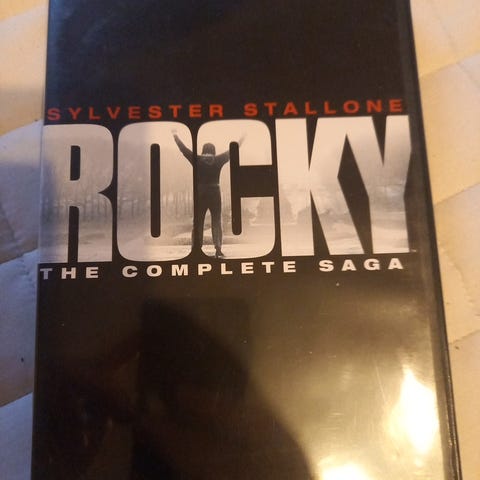 SYLVESTER STALLONE
ROCKY
THE COMPLETE SAGA